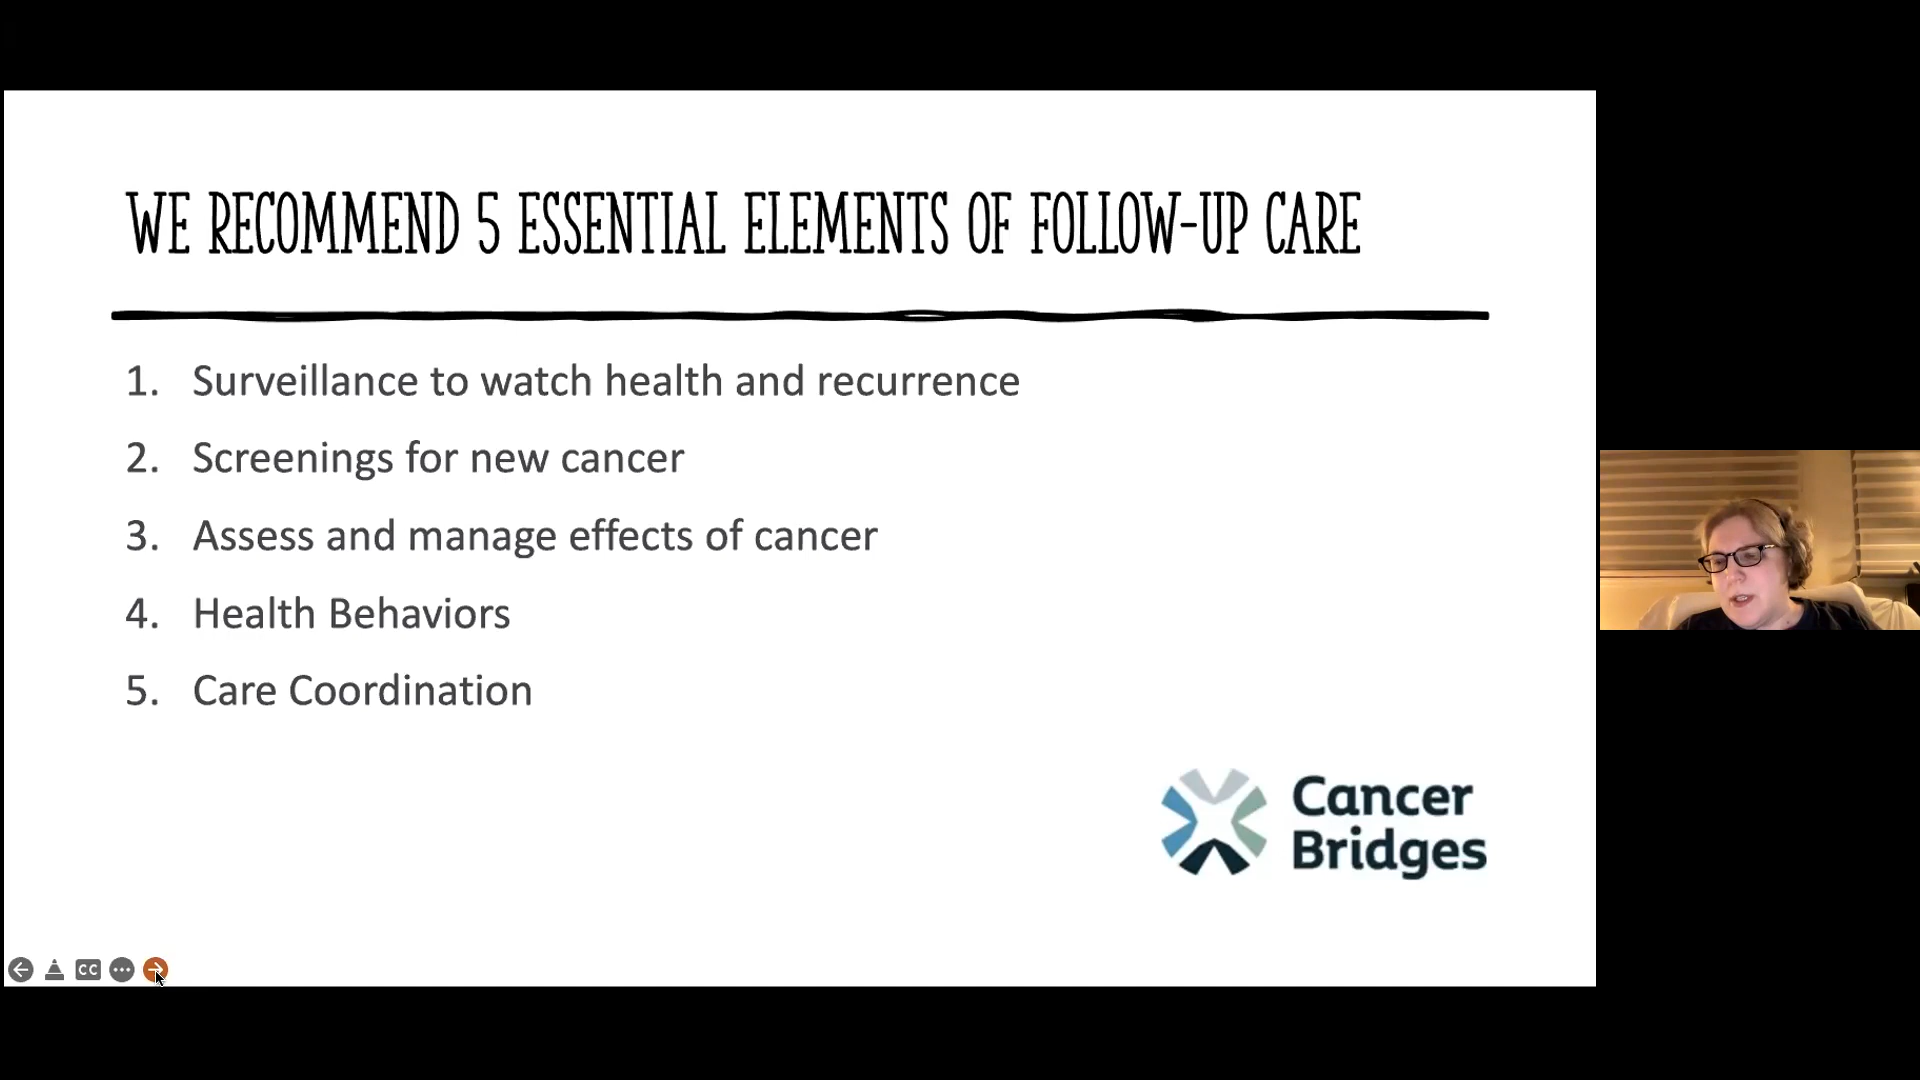 WE RECOMMEND 5 ESSENTIAL ELEMENTS OF FOLLOW-UP CARE
1. Surveillance to watch health and recurrence
2. Screenings for new cancer
3. Assess and manage effects of cancer
4. Health Behaviors
5. Care Coordination
Cancer
Bridges
CC